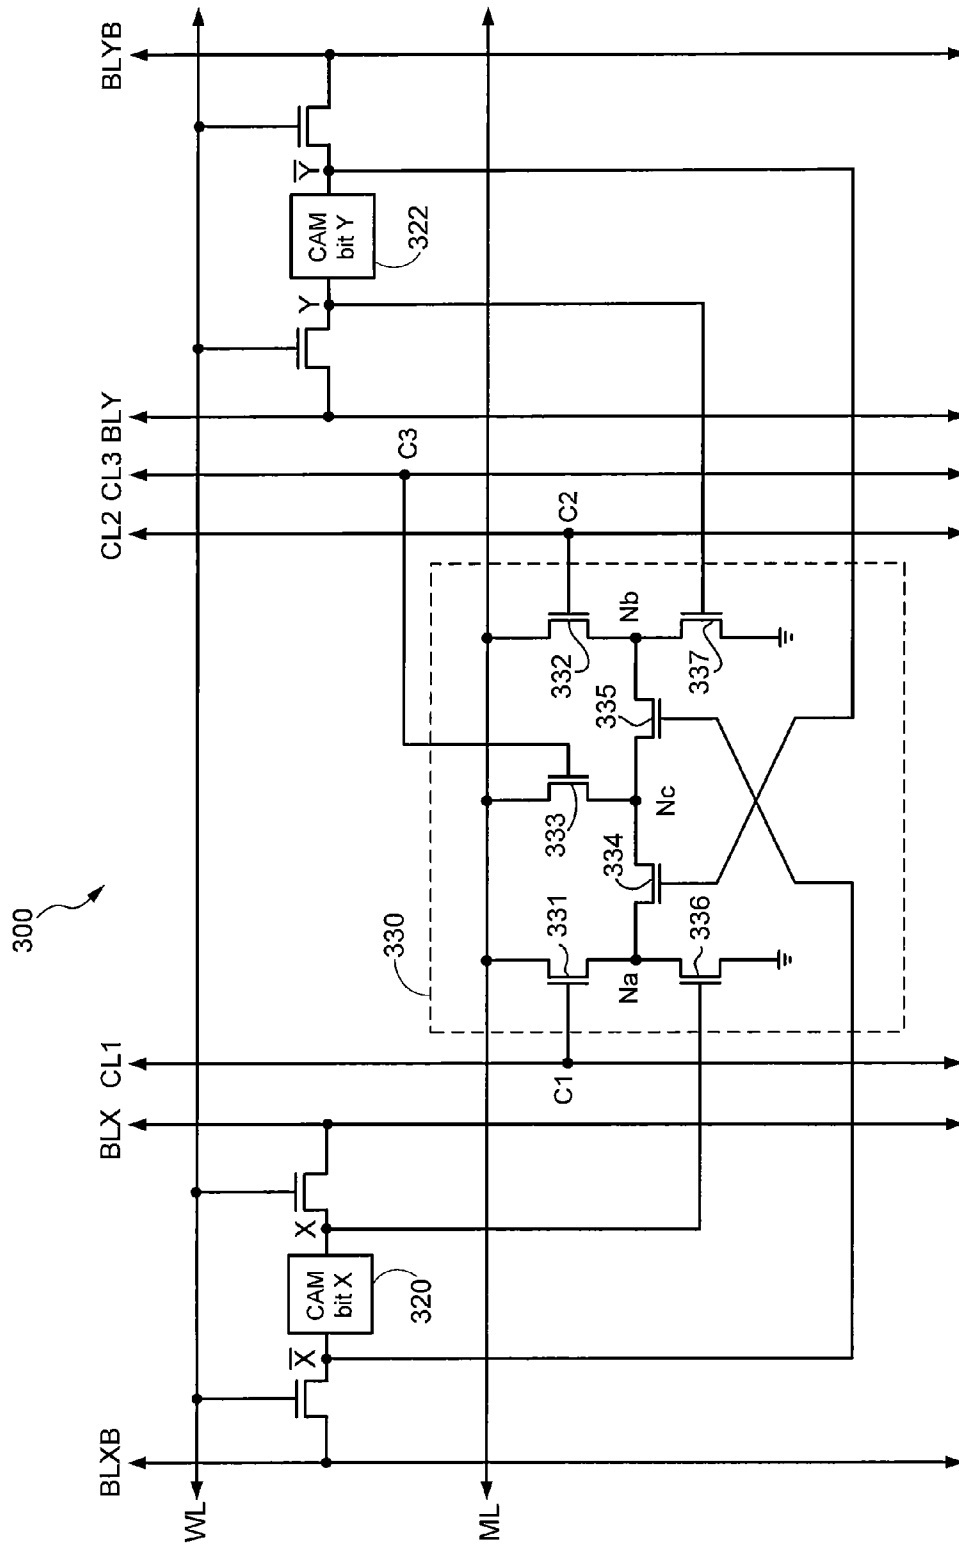 300
BLXB
BLX
CL1
CL2
CL3
BLY
BLYB
WL
X̅
CAM
bit X
320
X
Y
CAM
bit Y
322
Y̅
ML
C1
C2
C3
330
331
332
333
334
335
336
337
Na
Nb
Nc